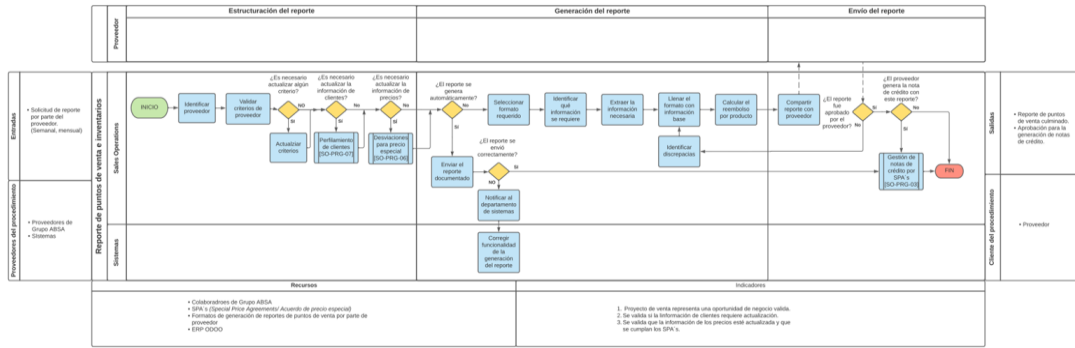 Estructuración del reporte
Generación del reporte
Envío del reporte
Proveedor
Entradas
• Solicitud de reporte
por parte del
proveedor.
(Semanal, mensual)
Proveedores del procedimiento
• Proveedores de
Grupo ABSA
• Sistemas
Reporte de puntos de venta e inventarios
Sales Operations
Sistemas
INICIO
Identificar
proveedor
Validar
criterios de
proveedor
¿Es necesario
actualizar algún
criterio?
NO
SI
Actualziar
criterios
¿Es necesario
actualizar la
información de
clientes?
No
SI
Perfilamiento
de clientes
[SO-PRG-07]
¿Es necesario
actualizar la
información de
precios?
No
SI
Desviaciones
para precio
especial
[SO-PRG-06]
¿El reporte se
genera
automáticamente?
No
SI
Enviar el
reporte
documentado
¿El reporte se
envió
correctamente?
SI
NO
Notificar al
departamento
de sistemas
Corregir
funcionalidad
de la
generación
del reporte
Seleccionar
formato
requerido
Identificar
qué
información
se requiere
Extraer la
información
necesaria
Llenar el
formato con
información
base
Calcular el
reembolso
por producto
Identificar
discrepacias
Compartir
reporte con
proveedor
¿El reporte
fue
aprobado
por el
proveedor?
SI
No
¿El proveedor
genera la nota
de crédito con
este reporte?
No
SI
Gestión de
notas de
crédito por
SPA´s
[SO-PRG-03]
FIN
Salidas
• Reporte de puntos
de venta culminado.
• Aprobación para la
generación de notas
de crédito.
Cliente del procedimiento
• Proveedor
Recursos
• Colaboradroes de Grupo ABSA
• SPA´s (Special Price Agreements/ Acuerdo de precio especial)
• Formatos de generación de reportes de puntos de venta por parte de
proveedor
• ERP ODOO
Indicadores
1. Proyecto de venta representa una oportunidad de negocio valida.
2. Se valida si la linformación de clientes requiere actualización.
3. Se valida que la información de los precios esté actualizada y que
se cumplan los SPA´s.